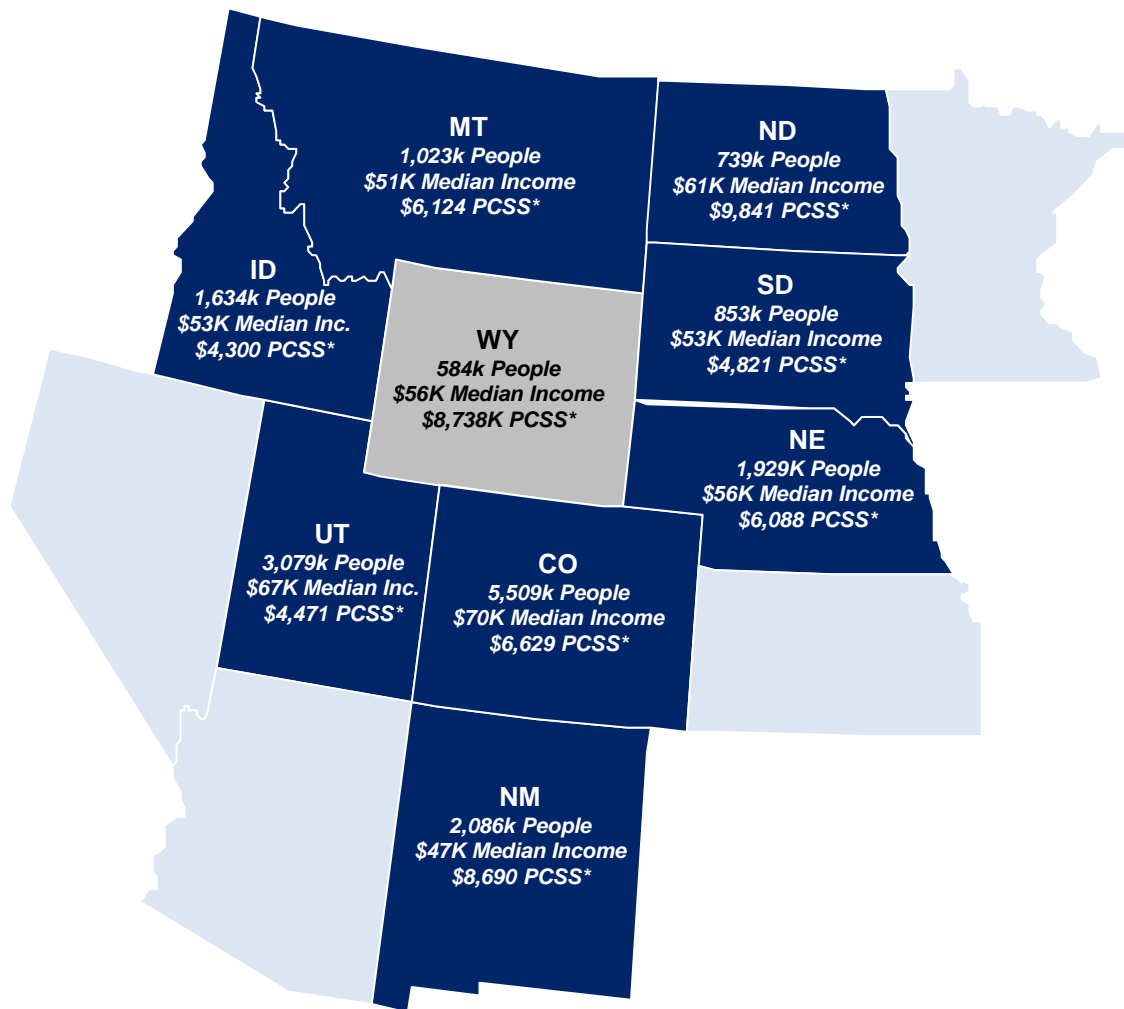 MT
1,023k People
$51K Median Income
$6,124 PCSS*
ND
739k People
$61K Median Income
$9,841 PCSS*
ID
1,634k People
$53K Median Inc.
$4,300 PCSS*
SD
853k People
$53K Median Income
$4,821 PCSS*
WY
584k People
$56K Median Income
$8,738K PCSS*
NE
1,929K People
$56K Median Income
$6,088 PCSS*
UT
3,079k People
$67K Median Inc.
$4,471 PCSS*
CO
5,509k People
$70K Median Income
$6,629 PCSS*
NM
2,086k People
$47K Median Income
$8,690 PCSS*